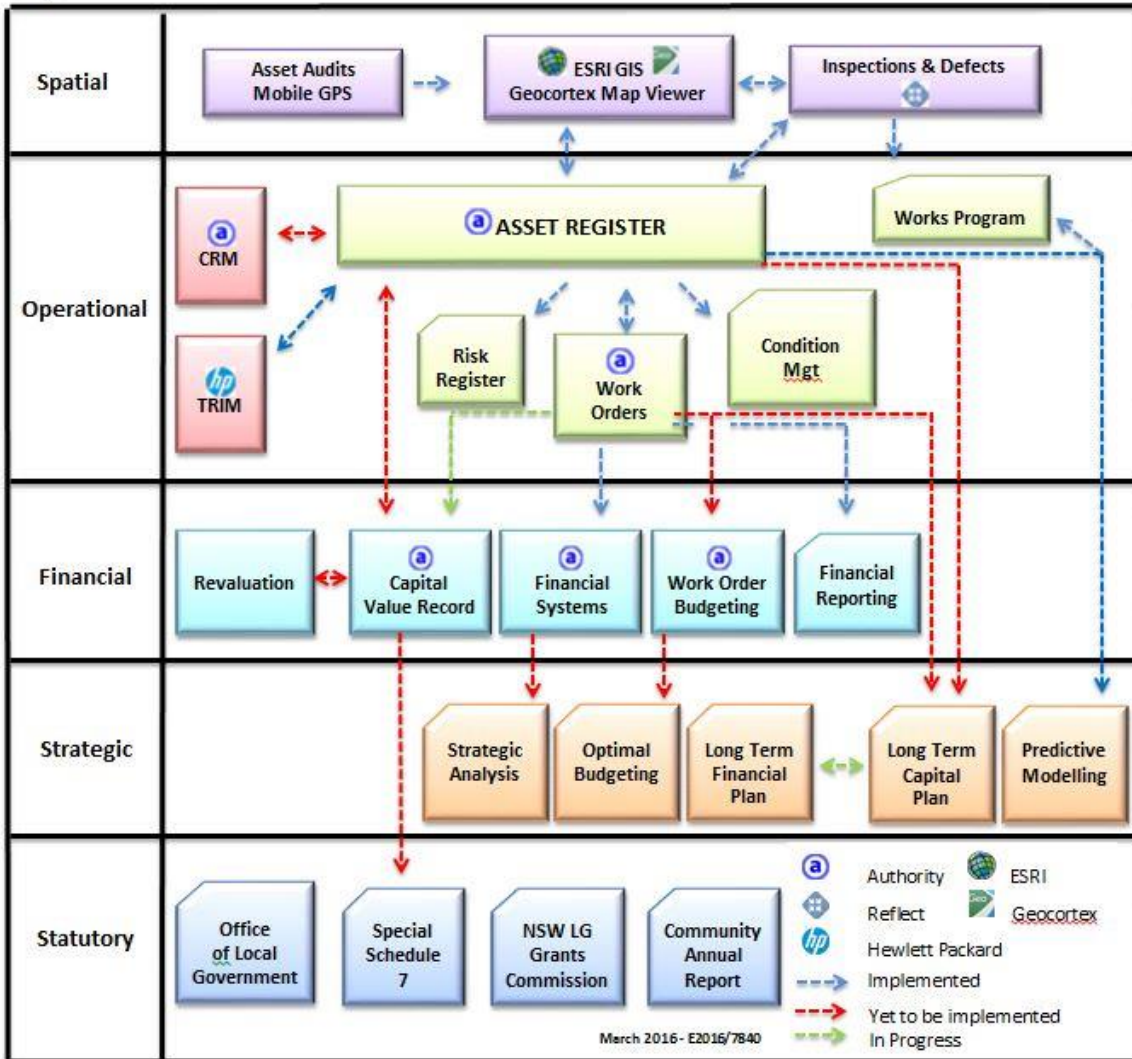 Spatial
Asset Audits
Mobile GPS
ESRI GIS
Geocortex Map Viewer
Inspections & Defects
Operational
a
CRM
hp
TRIM
a ASSET REGISTER
Works Program
Risk
Register
a
Work
Orders
Condition
Mgt
Financial
Revaluation
a
Capital
Value Record
a
Financial
Systems
a
Work Order
Budgeting
Financial
Reporting
Strategic
Strategic
Analysis
Optimal
Budgeting
Long Term
Financial
Plan
Long Term
Capital
Plan
Predictive
Modelling
Statutory
Office
of Local
Government
Special
Schedule
7
NSW LG
Grants
Commission
Community
Annual
Report
a Authority
ESRI
Reflect
Geo Geocortex
hp Hewlett Packard
Implemented
Yet to be implemented
In Progress
March 2016 - E2016/7840